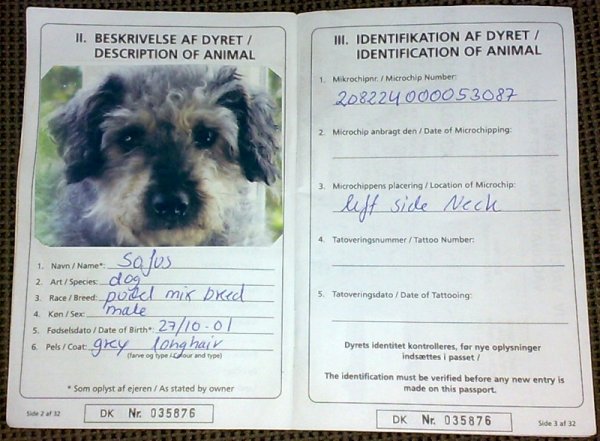 II. BESKRIVELSE AF DYRET /
DESCRIPTION OF ANIMAL
1. Navn / Name*: Sofus
2. Art / Species: dog
3. Race / Breed: pudel mix breed
4. Køn / Sex: male
5. Fødselsdato / Date of Birth*: 27/10-01
6. Pels / Coat: grey longhair
(farve og type / Colour and type)
* Som oplyst af ejeren / As stated by owner
Side 2 af 32
DK Nr. 035876
III. IDENTIFIKATION AF DYRET /
IDENTIFICATION OF ANIMAL
1. Mikrochipnr. / Microchip Number:
208224000053087
2. Microchip anbragt den / Date of Microchipping:
3. Microchippens placering / Location of Microchip:
left side Neck
4. Tatoveringsnummer / Tattoo Number:
5. Tatoveringsdato / Date of Tattooing:
Dyrets identitet kontrolleres, før nye oplysninger
indsættes i passet /
The identification must be verified before any new entry is
made on this passport.
DK Nr. 035876
Side 3 af 32